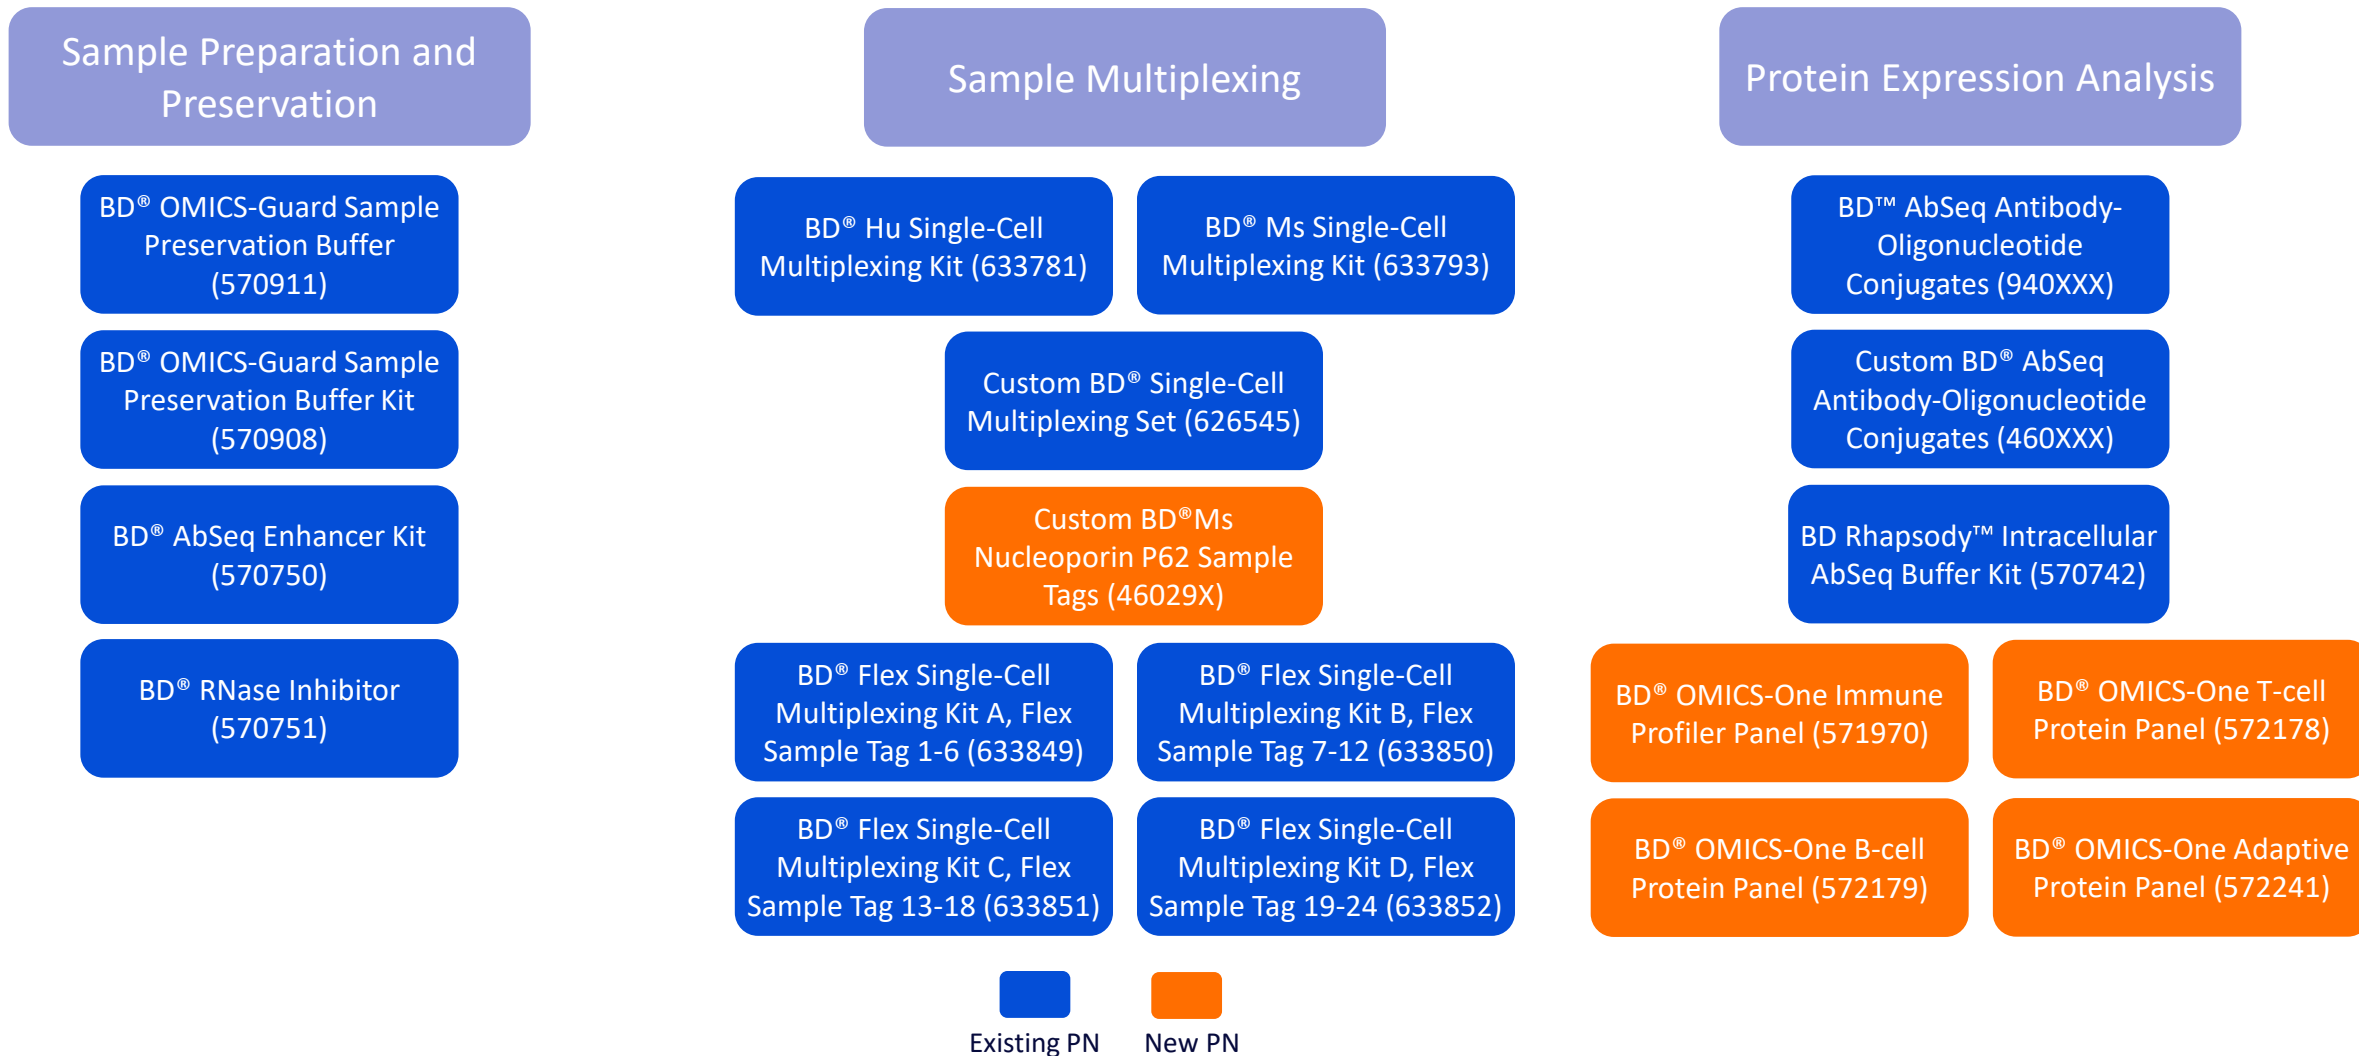 Sample Preparation and
Preservation
BD® OMICS-Guard Sample
Preservation Buffer
(570911)
BD® OMICS-Guard Sample
Preservation Buffer Kit
(570908)
BD® AbSeq Enhancer Kit
(570750)
BD® RNase Inhibitor
(570751)
Sample Multiplexing
BD® Hu Single-Cell
Multiplexing Kit (633781)
BD® Ms Single-Cell
Multiplexing Kit (633793)
Custom BD® Single-Cell
Multiplexing Set (626545)
Custom BD®Ms
Nucleoporin P62 Sample
Tags (46029X)
BD® Flex Single-Cell
Multiplexing Kit A, Flex
Sample Tag 1-6 (633849)
BD® Flex Single-Cell
Multiplexing Kit B, Flex
Sample Tag 7-12 (633850)
BD® Flex Single-Cell
Multiplexing Kit C, Flex
Sample Tag 13-18 (633851)
BD® Flex Single-Cell
Multiplexing Kit D, Flex
Sample Tag 19-24 (633852)
Protein Expression Analysis
BD™ AbSeq Antibody-
Oligonucleotide
Conjugates (940XXX)
Custom BD® AbSeq
Antibody-Oligonucleotide
Conjugates (460XXX)
BD Rhapsody™ Intracellular
AbSeq Buffer Kit (570742)
BD® OMICS-One Immune
Profiler Panel (571970)
BD® OMICS-One T-cell
Protein Panel (572178)
BD® OMICS-One B-cell
Protein Panel (572179)
BD® OMICS-One Adaptive
Protein Panel (572241)
Existing PN
New PN